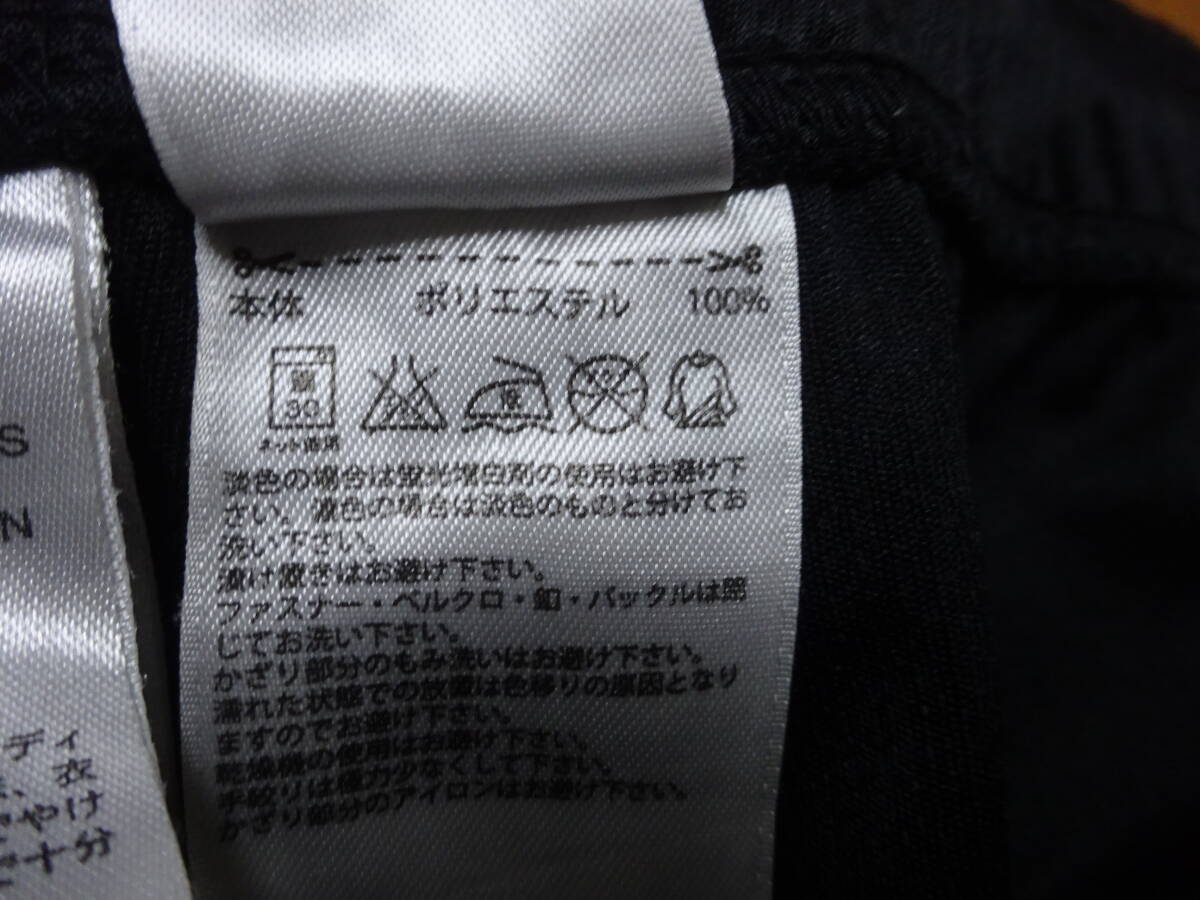 本体 ポリエステル 100%
30
ネット使用
淡色の場合は蛍光増白剤の使用はお避け下
さい。濃色の場合は淡色のものと分けてお
洗い下さい。
漬け置きはお避け下さい。
ファスナー・ベルクロ・釦・バックルは閉
じてお洗い下さい。
かざり部分のもみ洗いはお避け下さい。
濡れた状態での放置は色移りの原因となり
ますのでお避け下さい。
乾燥機の使用はお避け下さい。
手絞りは極力少なくして下さい。
かざり部分のアイロンはお避け下さい。
S
N
ディ
衣
やけ
十分